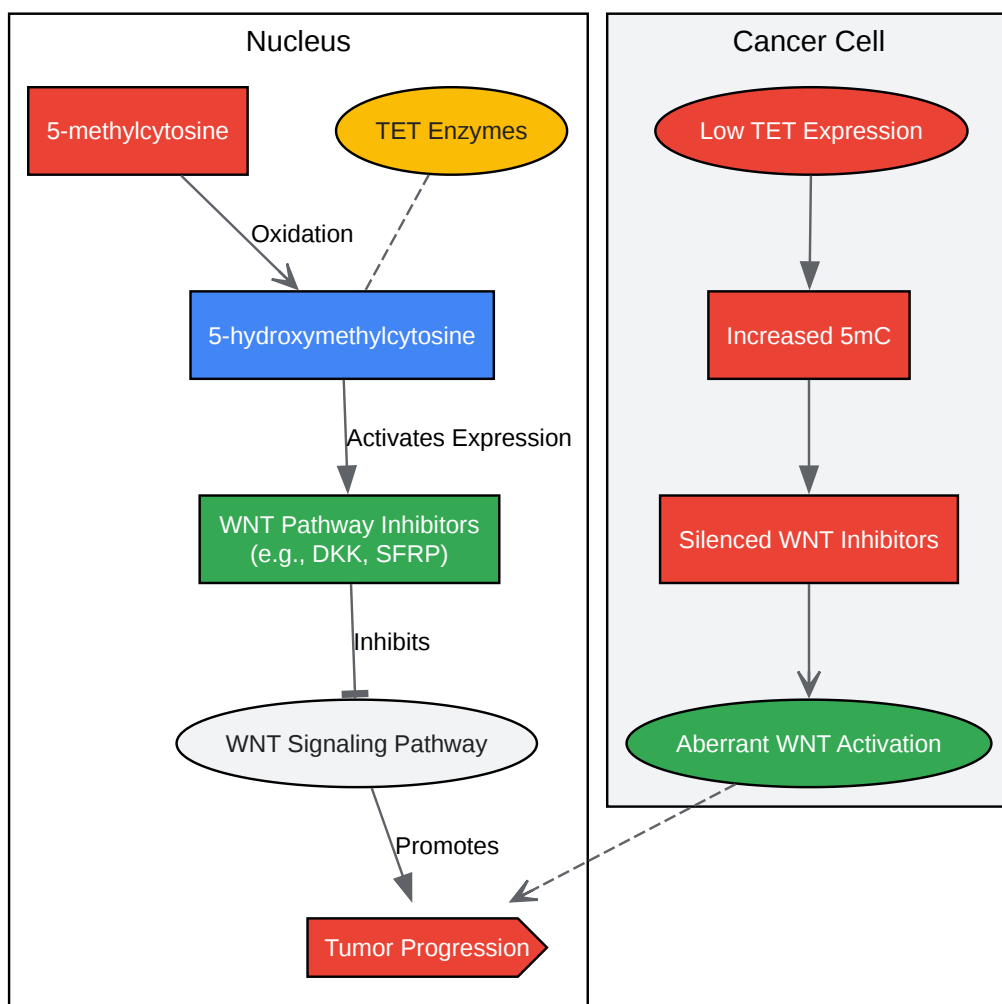 Nucleus
5-methylcytosine
TET Enzymes
Oxidation
5-hydroxymethylcytosine
Activates Expression
WNT Pathway Inhibitors
(e.g., DKK, SFRP)
Inhibits
WNT Signaling Pathway
Promotes
Tumor Progression
Cancer Cell
Low TET Expression
Increased 5mC
Silenced WNT Inhibitors
Aberrant WNT Activation